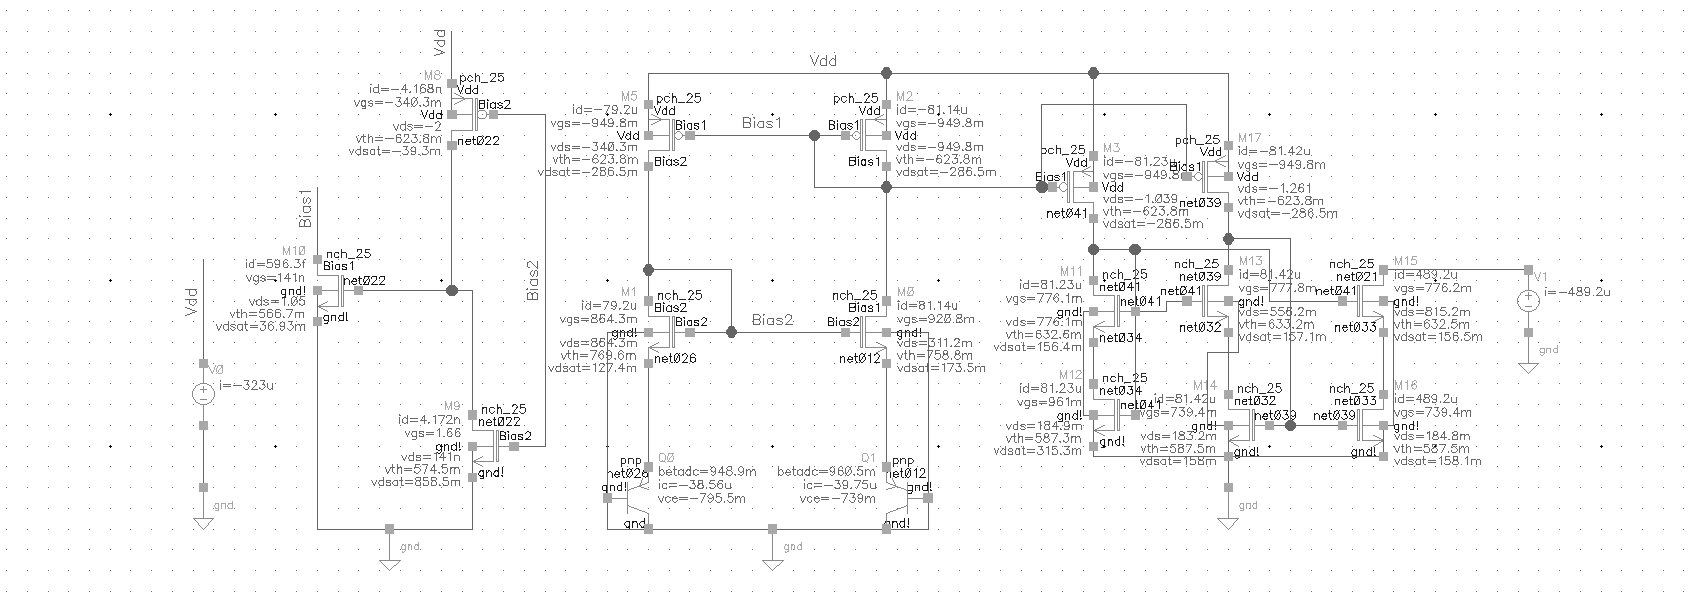 Vdd
M8
pch_25
id=-4.168n
Vdd
vgs=-340.3m
Bias2
Vdd
vds=-2
vth=-623.8m
net022
vdsat=-39.3m
Bias1
M10
nch_25
id=596.3f
Bias1
vgs=141n
net022
gnd!
vds=1.05
vth=566.7m
gnd!
vdsat=36.93m
Vdd
V0
i=-323u
gnd
M9
nch_25
id=4.172n
net022
vgs=1.66
Bias2
gnd!
vds=141n
vth=574.5m
gnd!
vdsat=858.5m
gnd
Bias2
Vdd
M5
pch_25
id=-79.2u
Vdd
vgs=-949.8m
Bias1
Vdd
vds=-340.3m
vth=-623.8m
Bias2
vdsat=-286.5m
Bias1
M2
pch_25
id=-81.14u
Vdd
vgs=-949.8m
Bias1
Vdd
vds=-949.8m
vth=-623.8m
Bias1
vdsat=-286.5m
M1
nch_25
id=79.2u
Bias2
vgs=864.3m
Bias2
gnd!
vds=864.3m
vth=769.6m
net026
vdsat=127.4m
Bias2
M0
nch_25
id=81.14u
Bias1
vgs=920.8m
Bias2
gnd!
vds=311.2m
vth=758.8m
net012
vdsat=173.5m
Q0
pnp
betadc=948.9m
net026
ic=-38.56u
gnd!
vce=-795.5m
gnd!
Q1
pnp
betadc=960.5m
net012
ic=-39.75u
gnd!
vce=-739m
gnd!
gnd
M3
pch_25
id=-81.23u
Vdd
vgs=-949.8m
Bias1
Vdd
vds=-1.039
vth=-623.8m
net041
vdsat=-286.5m
M17
pch_25
id=-81.42u
Vdd
vgs=-949.8m
Bias1
Vdd
vds=-1.261
vth=-623.8m
net039
vdsat=-286.5m
M11
nch_25
id=81.23u
net041
vgs=776.1m
net041
gnd!
vds=776.1m
vth=632.6m
net034
vdsat=156.4m
M13
nch_25
id=81.42u
net039
vgs=777.8m
net041
gnd!
vds=556.2m
vth=633.2m
net032
vdsat=157.1m
M15
nch_25
id=489.2u
net021
vgs=776.2m
net041
gnd!
vds=815.2m
vth=632.5m
net033
vdsat=156.5m
V1
i=-489.2u
gnd
M12
nch_25
id=81.23u
net034
vgs=961m
net041
gnd!
vds=184.9m
vth=587.3m
gnd!
vdsat=315.3m
M14
nch_25
id=81.42u
net032
vgs=739.4m
net039
gnd!
vds=183.2m
vth=587.5m
gnd!
vdsat=158m
M16
nch_25
id=489.2u
net033
vgs=739.4m
net039
gnd!
vds=184.8m
vth=587.5m
gnd!
vdsat=158.1m
gnd